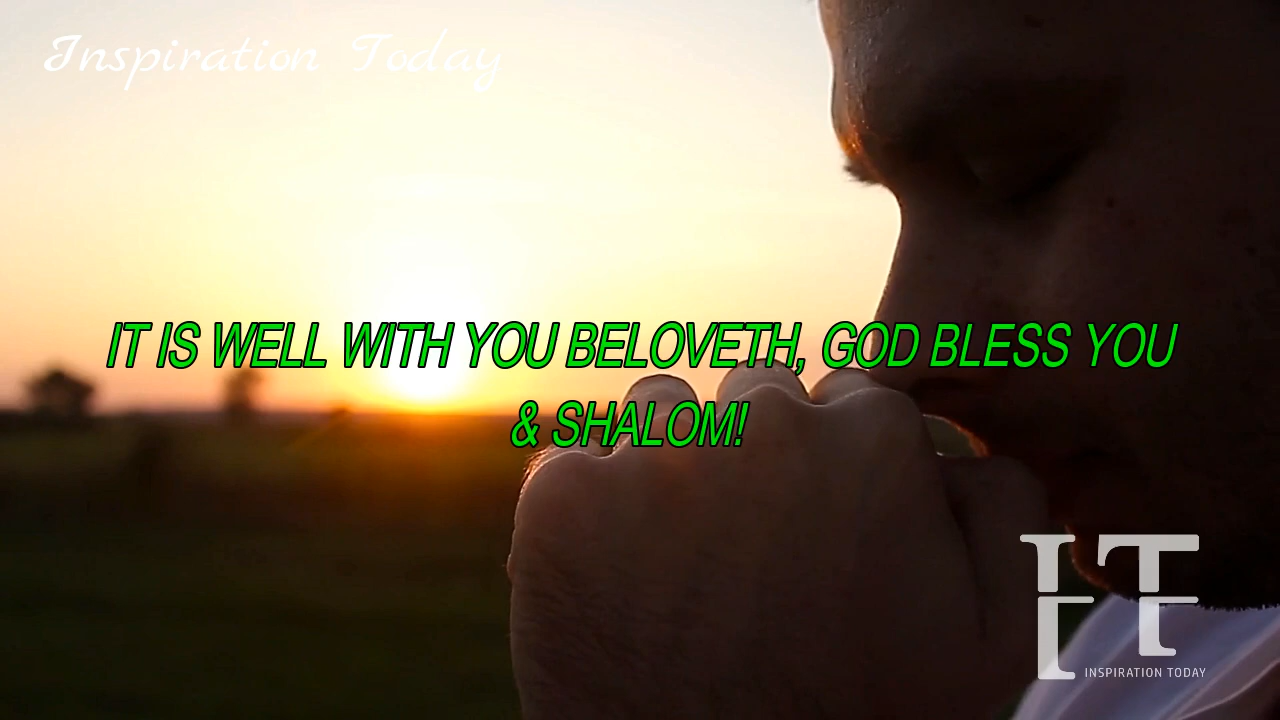 Inspiration Today
IT IS WELL WITH YOU BELOVETH, GOD BLESS YOU
& SHALOM!
IT
INSPIRATION TODAY